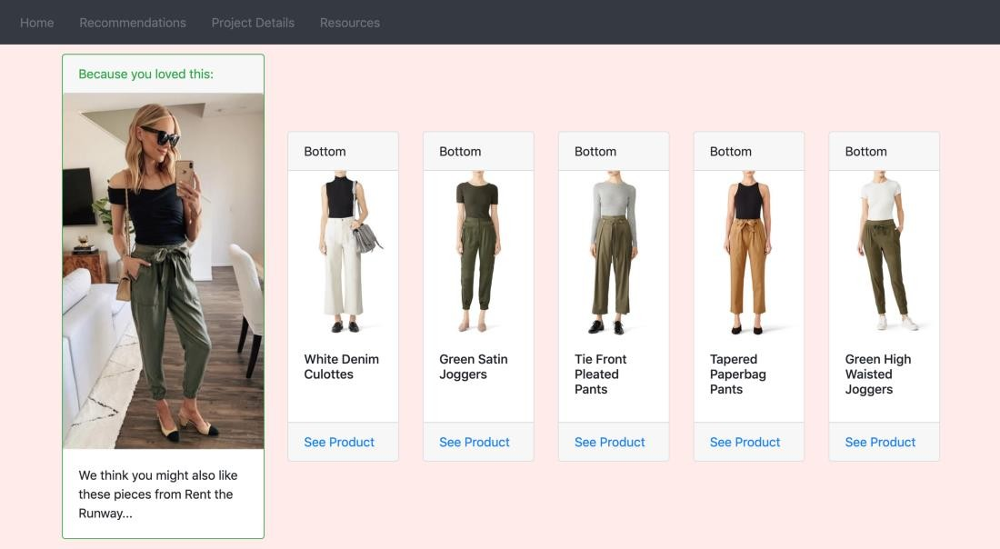 Home Recommendations Project Details Resources
Because you loved this:
We think you might also like
these pieces from Rent the
Runway...
Bottom
White Denim
Culottes
See Product
Bottom
Green Satin
Joggers
See Product
Bottom
Tie Front
Pleated
Pants
See Product
Bottom
Tapered
Paperbag
Pants
See Product
Bottom
Green High
Waisted
Joggers
See Product